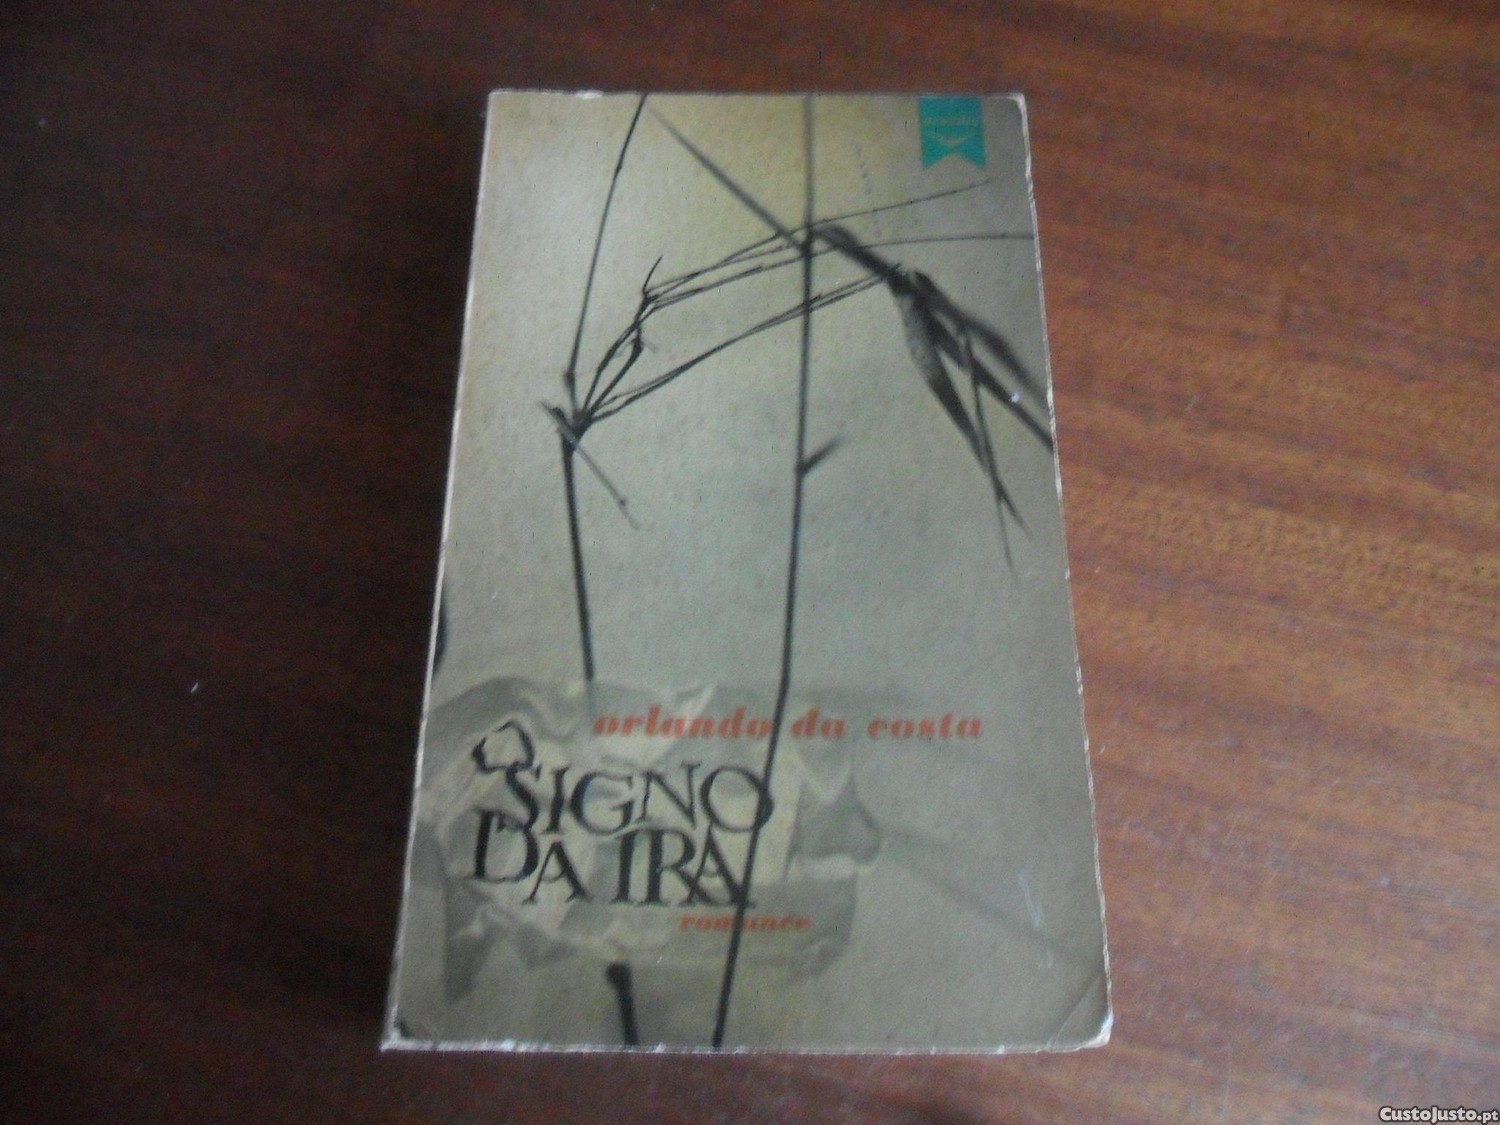 orlando da costa
O
SIGNO
DA IRA
romance
CustoJusto.pt